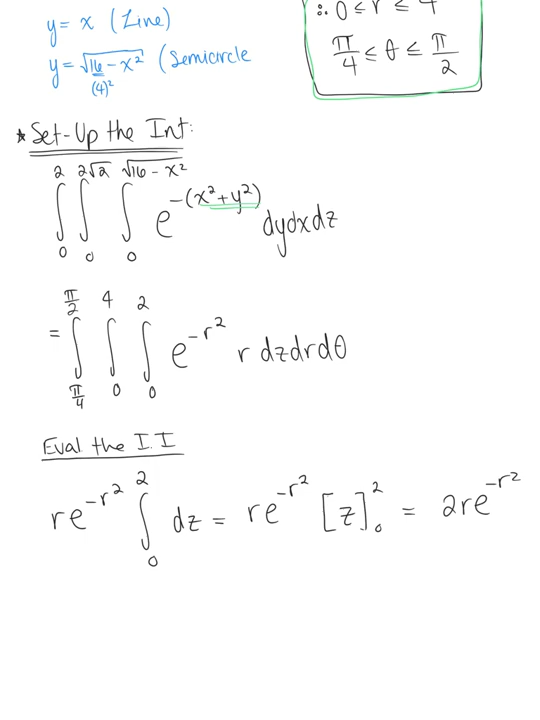 y = x (Line)
y = √16 - x² (Semicircle
(4)²
∴ 0 ≤ r ≤ 4
π/4 ≤ θ ≤ π/2
* Set-Up the Int:
∫₀² ∫₀^(2√2) ∫₀^(√16 - x²) e^(-(x²+y²)) dydxdz
= ∫_(π/4)^(π/2) ∫₀⁴ ∫₀² e^(-r²) r dzdrdθ
Eval the I.I
re^(-r²) ∫₀² dz = re^(-r²) [z]₀² = 2re^(-r²)